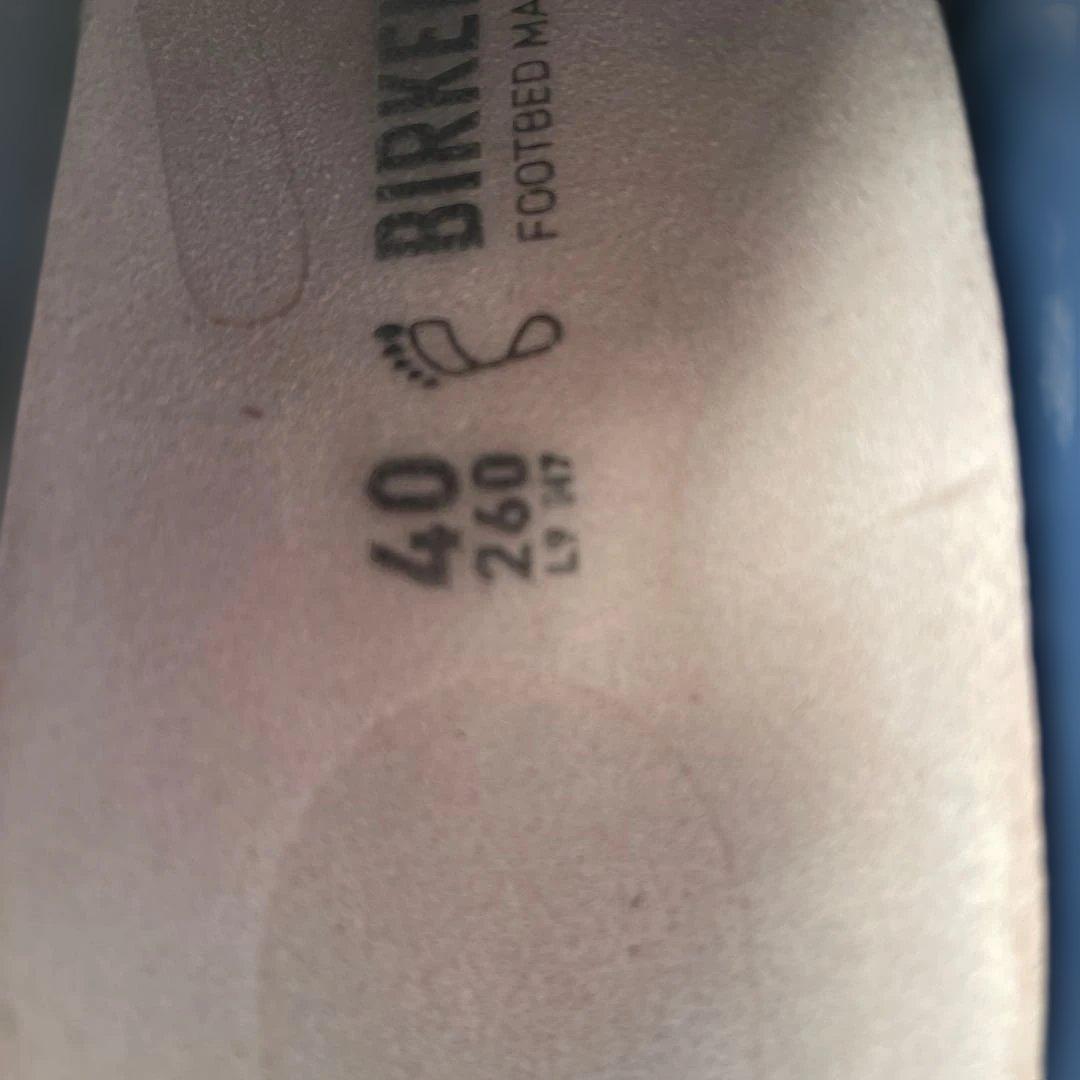 BIRKE
FOOTBED MA
40
260
L9 M7